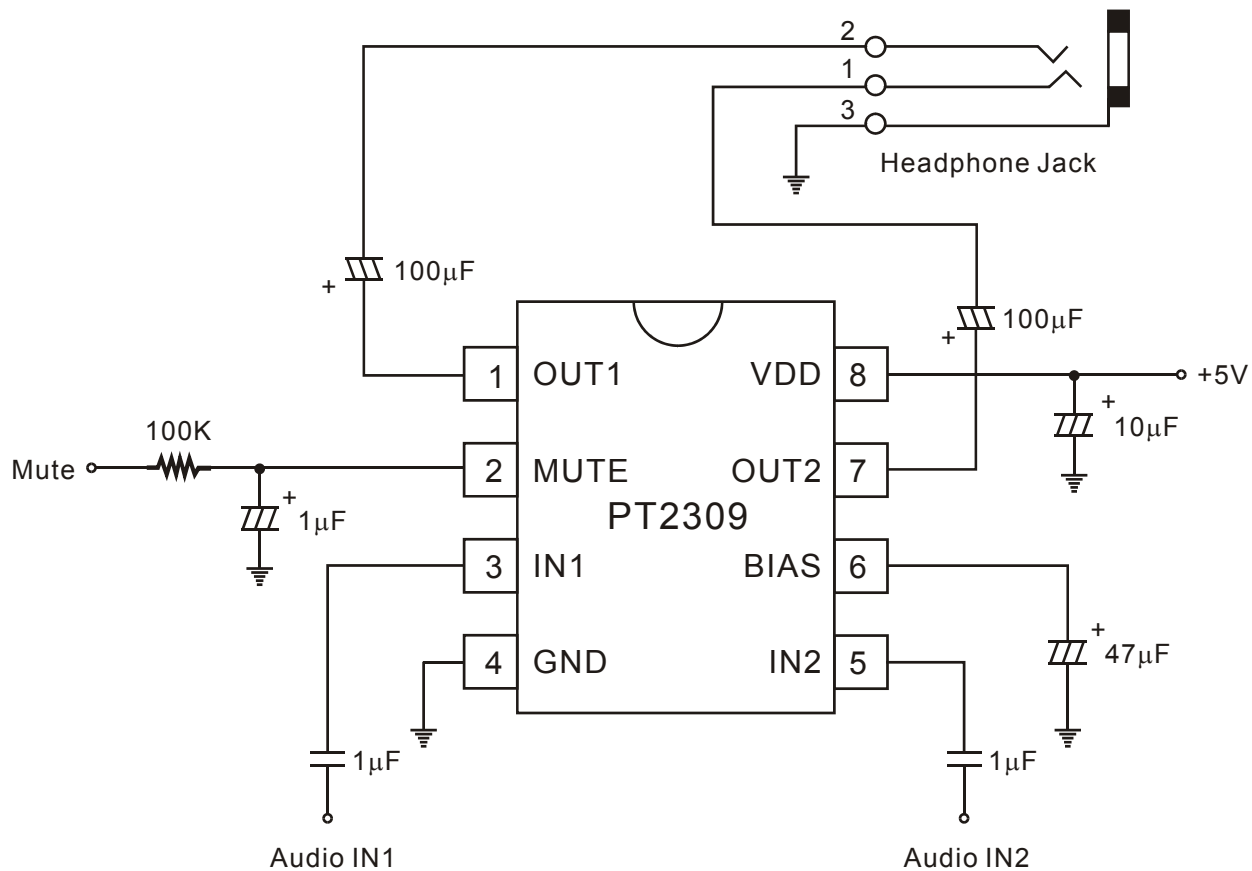 2
1
3
Headphone Jack
+ 100μF
+ 100μF
1 OUT1
VDD 8
+5V
+ 10μF
100K
Mute
2 MUTE
OUT2 7
PT2309
+ 1μF
3 IN1
BIAS 6
+ 47μF
4 GND
IN2 5
1μF
1μF
Audio IN1
Audio IN2